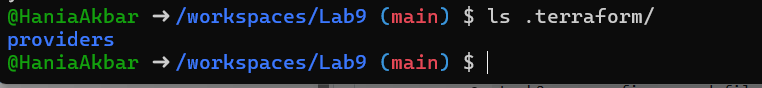 @HaniaAkbar ➜ /workspaces/Lab9 (main) $ ls .terraform/
providers
@HaniaAkbar ➜ /workspaces/Lab9 (main) $